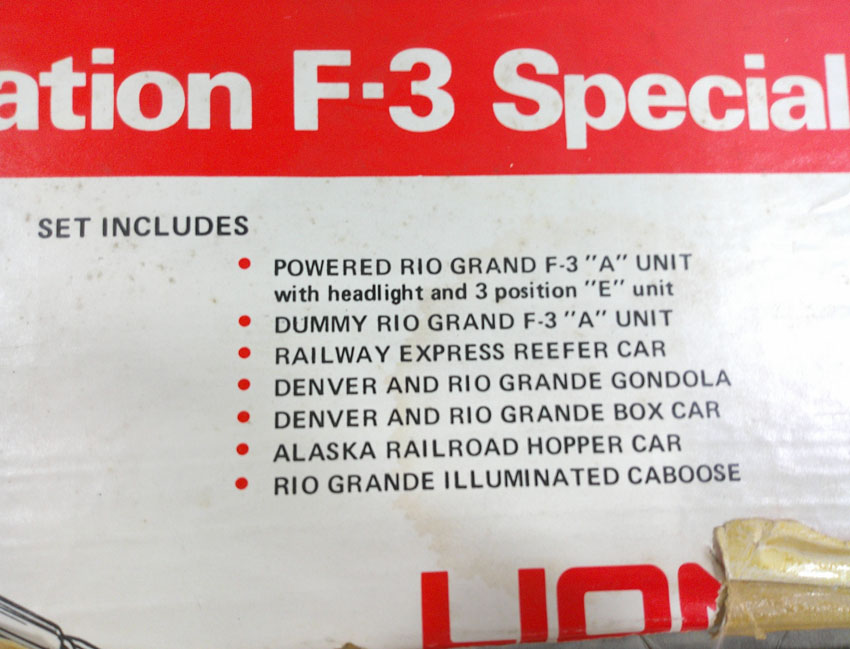 ation F-3 Special
SET INCLUDES
• POWERED RIO GRAND F-3 "A" UNIT
with headlight and 3 position "E" unit
• DUMMY RIO GRAND F-3 "A" UNIT
• RAILWAY EXPRESS REEFER CAR
• DENVER AND RIO GRANDE GONDOLA
• DENVER AND RIO GRANDE BOX CAR
• ALASKA RAILROAD HOPPER CAR
• RIO GRANDE ILLUMINATED CABOOSE
LION